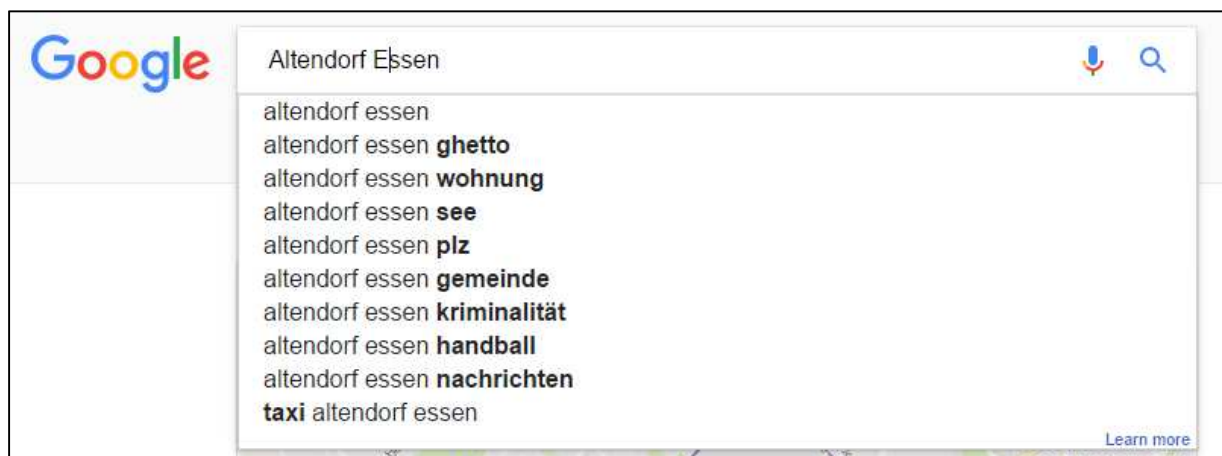 Google
Altendorf Essen
altendorf essen
altendorf essen ghetto
altendorf essen wohnung
altendorf essen see
altendorf essen plz
altendorf essen gemeinde
altendorf essen kriminalität
altendorf essen handball
altendorf essen nachrichten
taxi altendorf essen
Learn more